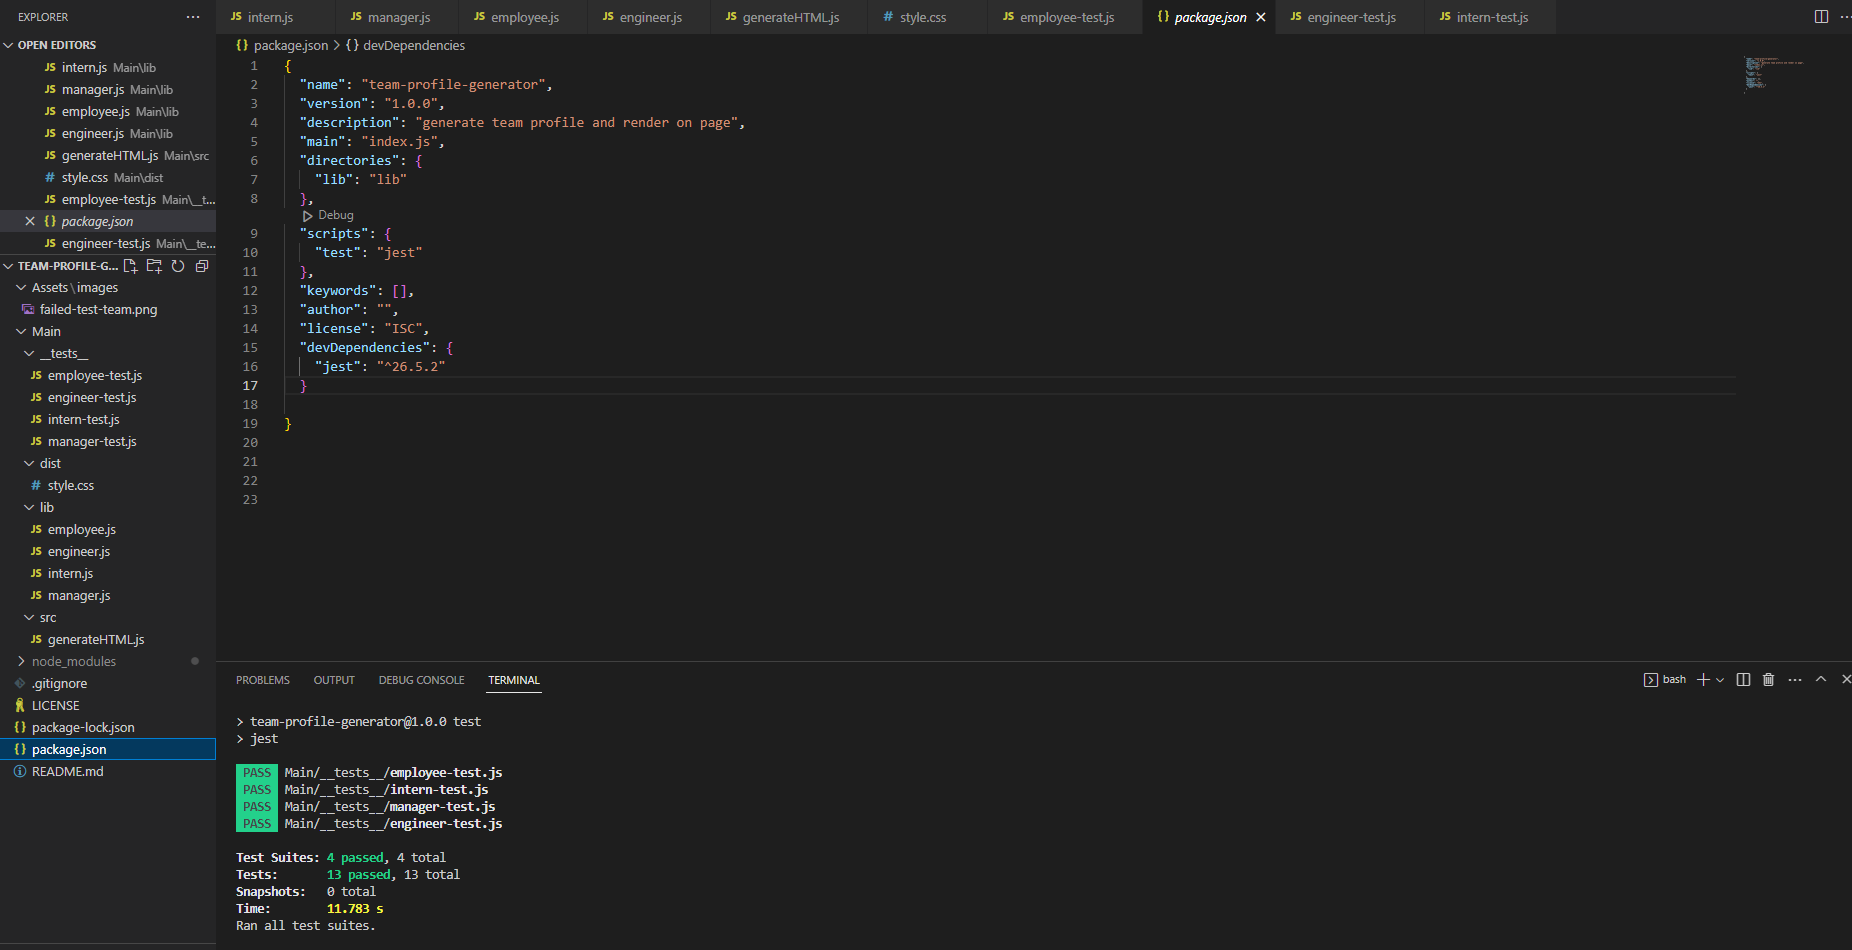 EXPLORER
OPEN EDITORS
JS intern.js Main\lib
JS manager.js Main\lib
JS employee.js Main\lib
JS engineer.js Main\lib
JS generateHTML.js Main\src
# style.css Main\dist
JS employee-test.js Main\__t...
{} package.json
JS engineer-test.js Main\__te...
TEAM-PROFILE-G...
Assets\images
failed-test-team.png
Main
__tests__
JS employee-test.js
JS engineer-test.js
JS intern-test.js
JS manager-test.js
dist
# style.css
lib
JS employee.js
JS engineer.js
JS intern.js
JS manager.js
src
JS generateHTML.js
node_modules
.gitignore
LICENSE
{} package-lock.json
{} package.json
README.md
JS intern.js JS manager.js JS employee.js JS engineer.js JS generateHTML.js # style.css JS employee-test.js {} package.json JS engineer-test.js JS intern-test.js
{} package.json > {} devDependencies
1 {
2 "name": "team-profile-generator",
3 "version": "1.0.0",
4 "description": "generate team profile and render on page",
5 "main": "index.js",
6 "directories": {
7 "lib": "lib"
8 },
Debug
9 "scripts": {
10 "test": "jest"
11 },
12 "keywords": [],
13 "author": "",
14 "license": "ISC",
15 "devDependencies": {
16 "jest": "^26.5.2"
17 }
18
19 }
20
21
22
23
PROBLEMS OUTPUT DEBUG CONSOLE TERMINAL bash
> team-profile-generator@1.0.0 test
> jest
PASS Main/__tests__/employee-test.js
PASS Main/__tests__/intern-test.js
PASS Main/__tests__/manager-test.js
PASS Main/__tests__/engineer-test.js
Test Suites: 4 passed, 4 total
Tests: 13 passed, 13 total
Snapshots: 0 total
Time: 11.783 s
Ran all test suites.